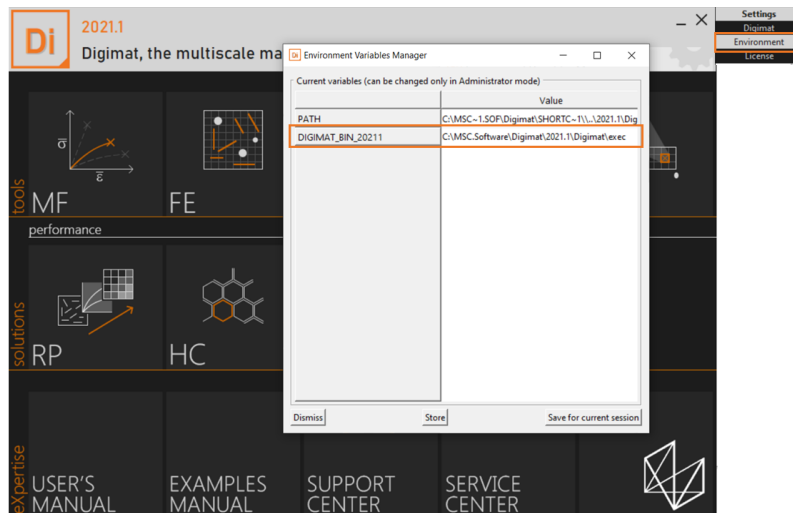 Di
2021.1
Digimat, the multiscale ma
Settings
Digimat
Environment
License
Di Environment Variables Manager
Current variables (can be changed only in Administrator mode)
Value
PATH C:\MSC~1.SOF\Digimat\SHORTC~1\\..\2021.1\Dig
DIGIMAT_BIN_20211 C:\MSC.Software\Digimat\2021.1\Digimat\exec
Dismiss Store Save for current session
tools
σ
ε
MF
FE
performance
solutions
RP
HC
eXpertise
USER'S
MANUAL
EXAMPLES
MANUAL
SUPPORT
CENTER
SERVICE
CENTER